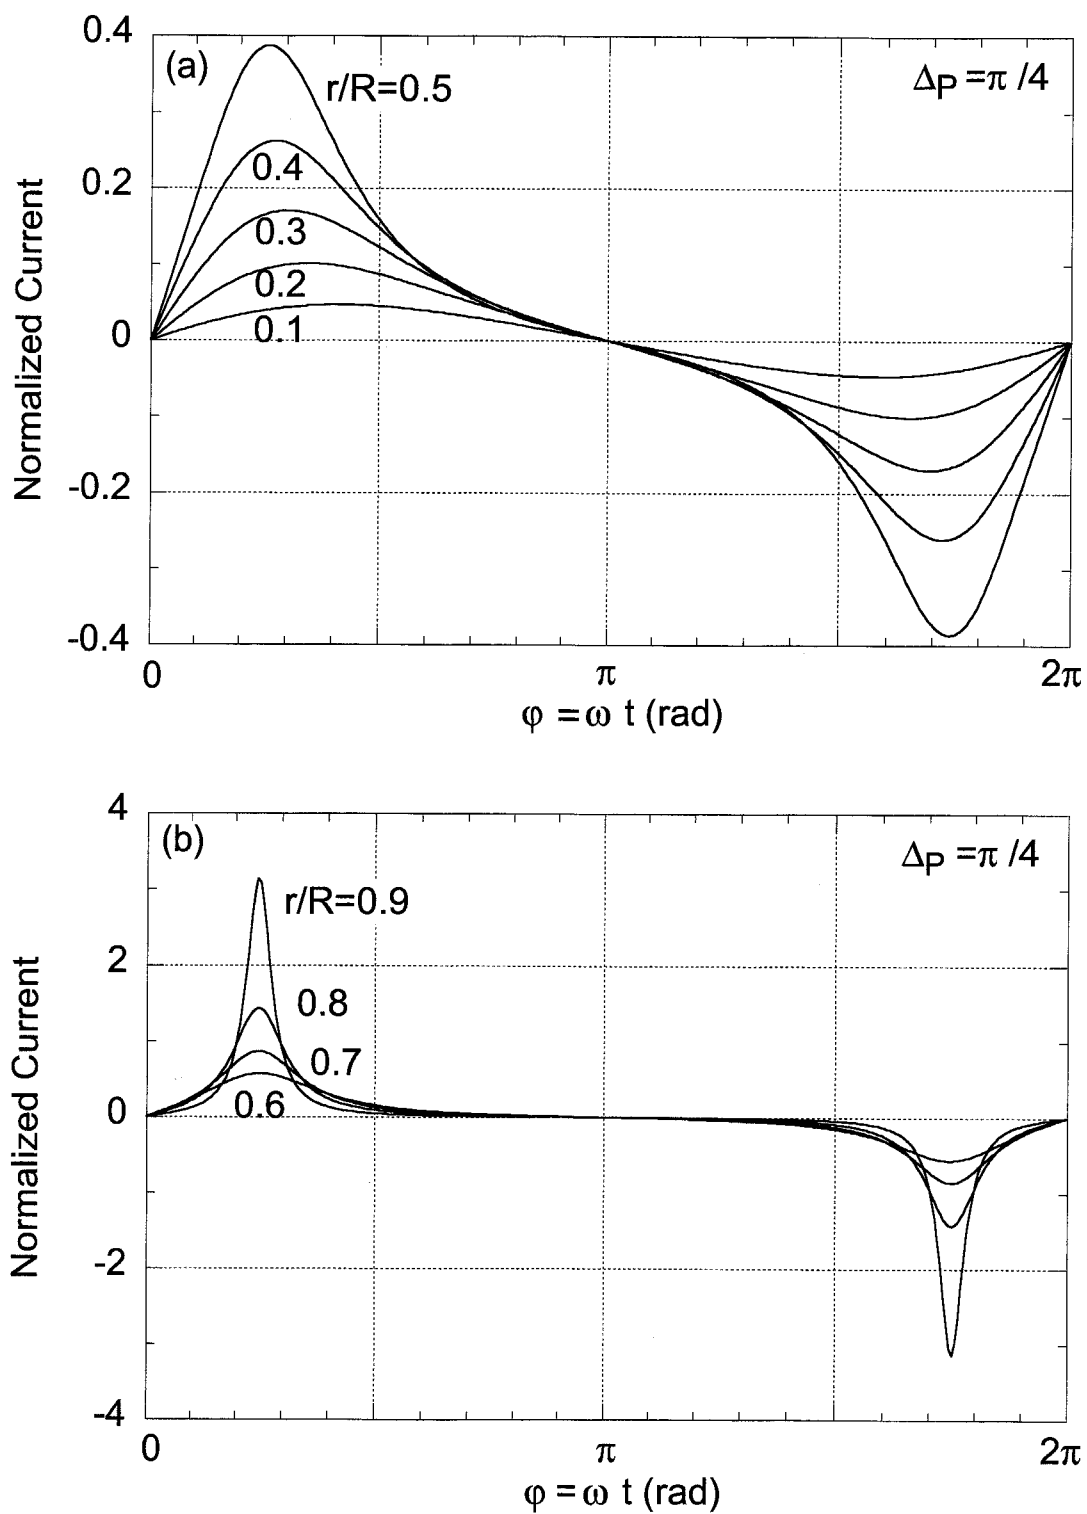 (a)
ΔP =π /4
r/R=0.5
0.4
0.3
0.2
0.1
0.4
0.2
0
-0.2
-0.4
Normalized Current
0
π
2π
φ = ω t (rad)
(b)
ΔP =π /4
r/R=0.9
0.8
0.7
0.6
4
2
0
-2
-4
Normalized Current
0
π
2π
φ = ω t (rad)